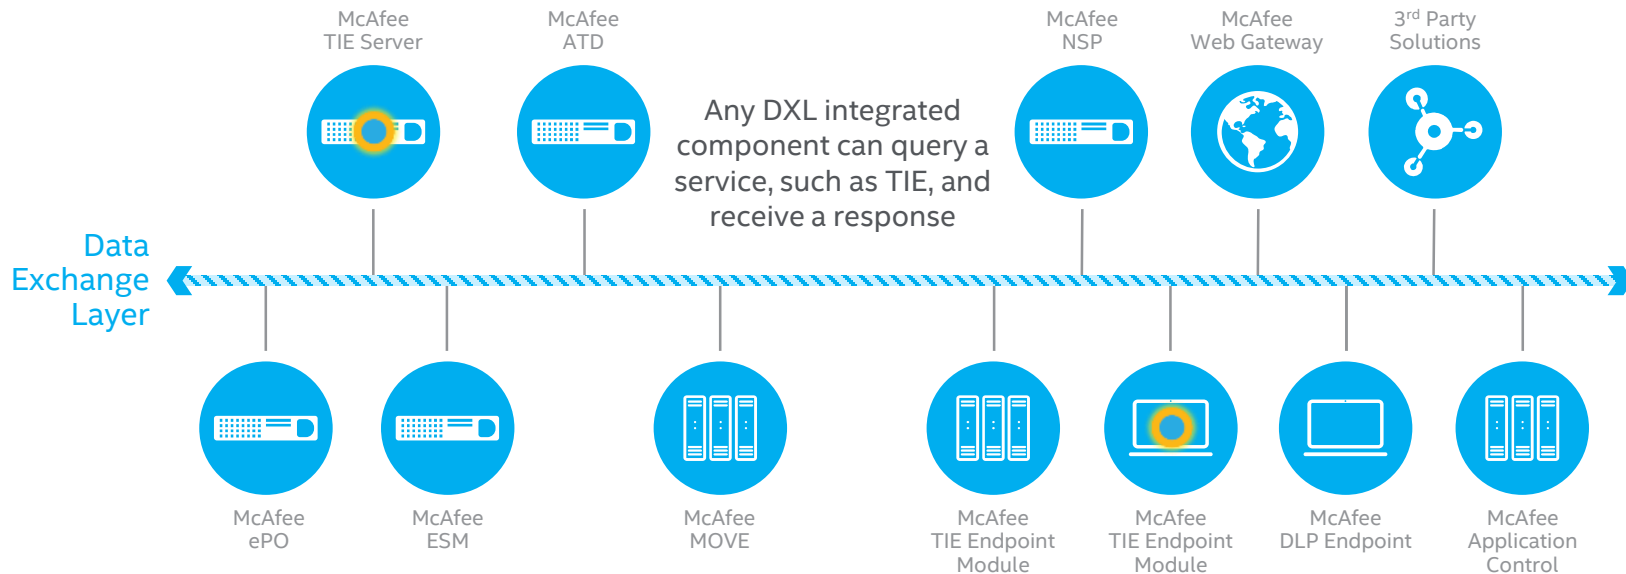 McAfee
TIE Server
McAfee
ATD
McAfee
NSP
McAfee
Web Gateway
3rd Party
Solutions
Any DXL integrated
component can query a
service, such as TIE, and
receive a response
Data
Exchange
Layer
McAfee
ePO
McAfee
ESM
McAfee
MOVE
McAfee
TIE Endpoint
Module
McAfee
TIE Endpoint
Module
McAfee
DLP Endpoint
McAfee
Application
Control